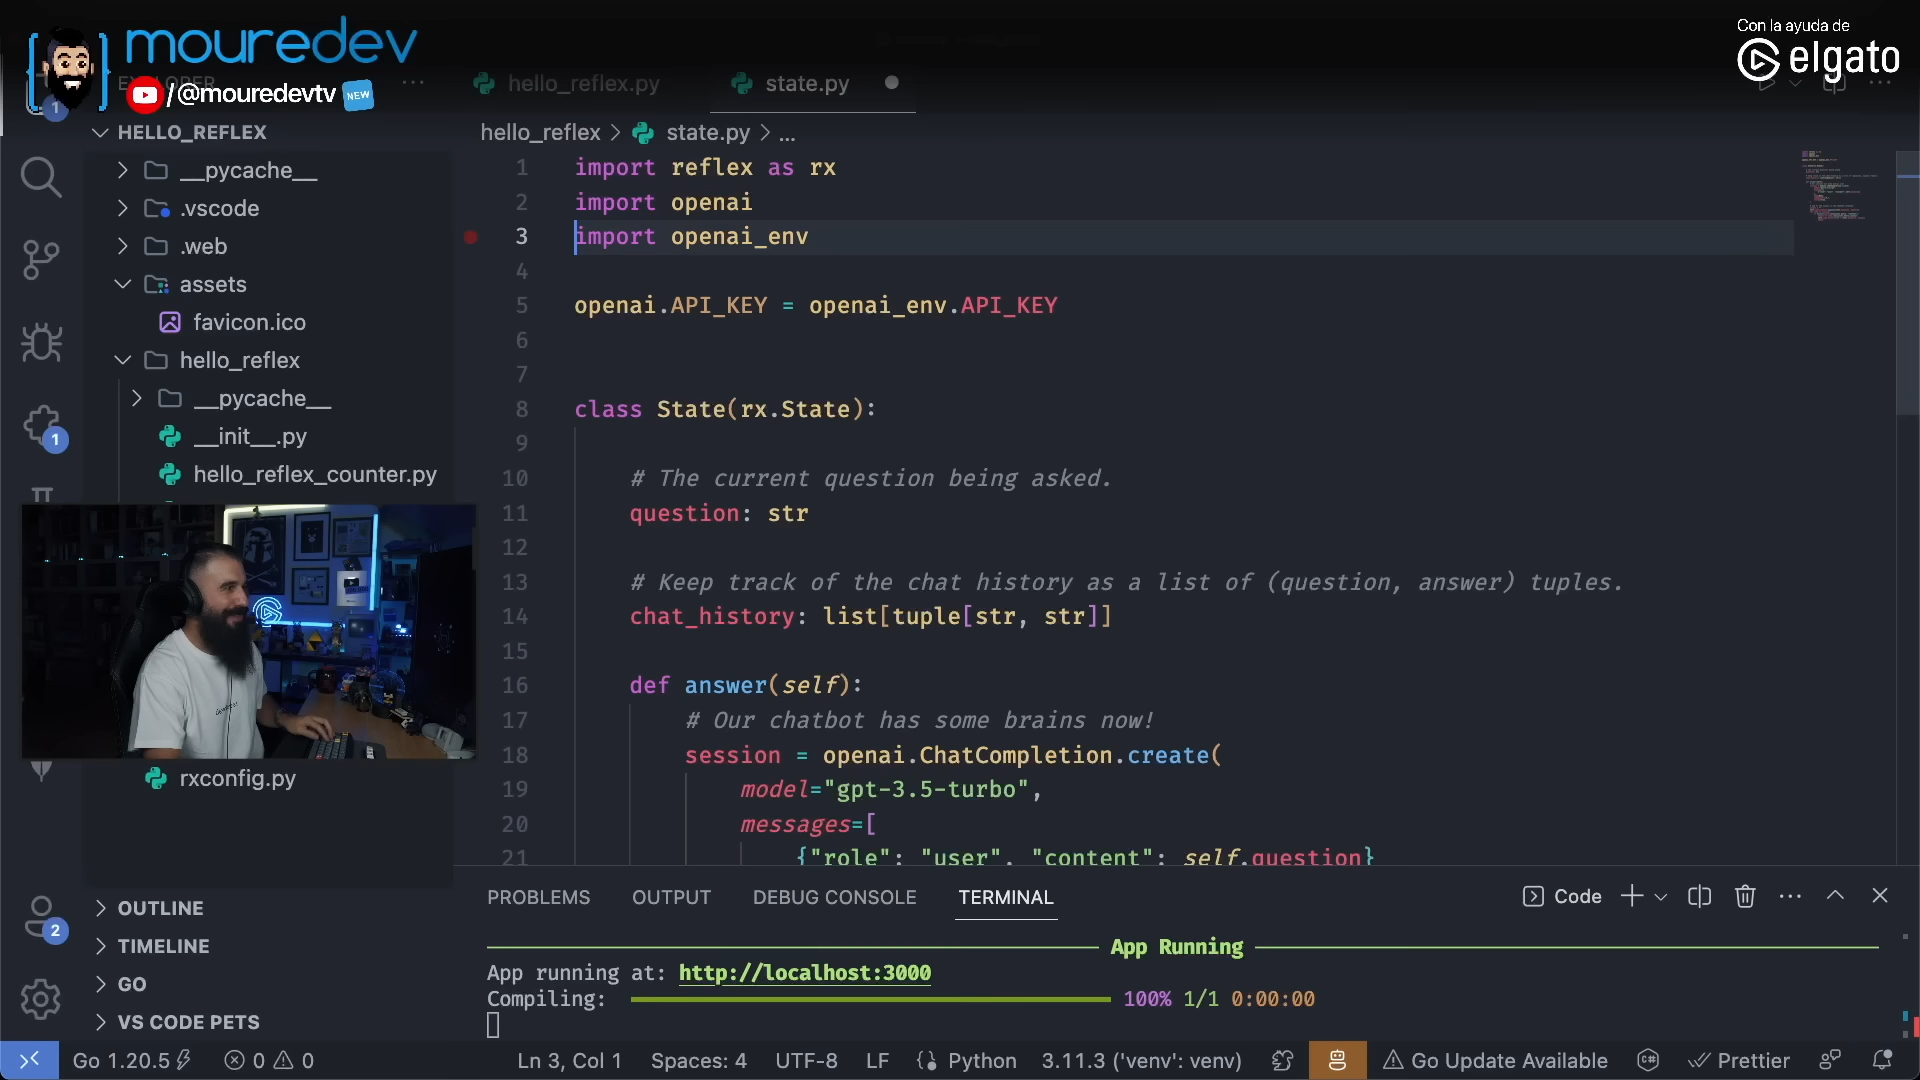 mouredev
/@mouredevtv NEW
Con la ayuda de
elgato
EXPLORER
1
hello_reflex.py
state.py
HELLO_REFLEX
hello_reflex > state.py > ...
__pycache__
.vscode
.web
assets
favicon.ico
hello_reflex
__pycache__
__init__.py
hello_reflex_counter.py
1
rxconfig.py
1 import reflex as rx
2 import openai
3 import openai_env
4
5 openai.API_KEY = openai_env.API_KEY
6
7
8 class State(rx.State):
9
10 # The current question being asked.
11 question: str
12
13 # Keep track of the chat history as a list of (question, answer) tuples.
14 chat_history: list[tuple[str, str]]
15
16 def answer(self):
17 # Our chatbot has some brains now!
18 session = openai.ChatCompletion.create(
19 model="gpt-3.5-turbo",
20 messages=[
21 {"role": "user", "content": self.question}
2
OUTLINE
TIMELINE
GO
VS CODE PETS
PROBLEMS OUTPUT DEBUG CONSOLE TERMINAL
Code
App Running
App running at: http://localhost:3000
Compiling: 100% 1/1 0:00:00
Go 1.20.5 0 0 Ln 3, Col 1 Spaces: 4 UTF-8 LF Python 3.11.3 ('venv': venv) Go Update Available Prettier